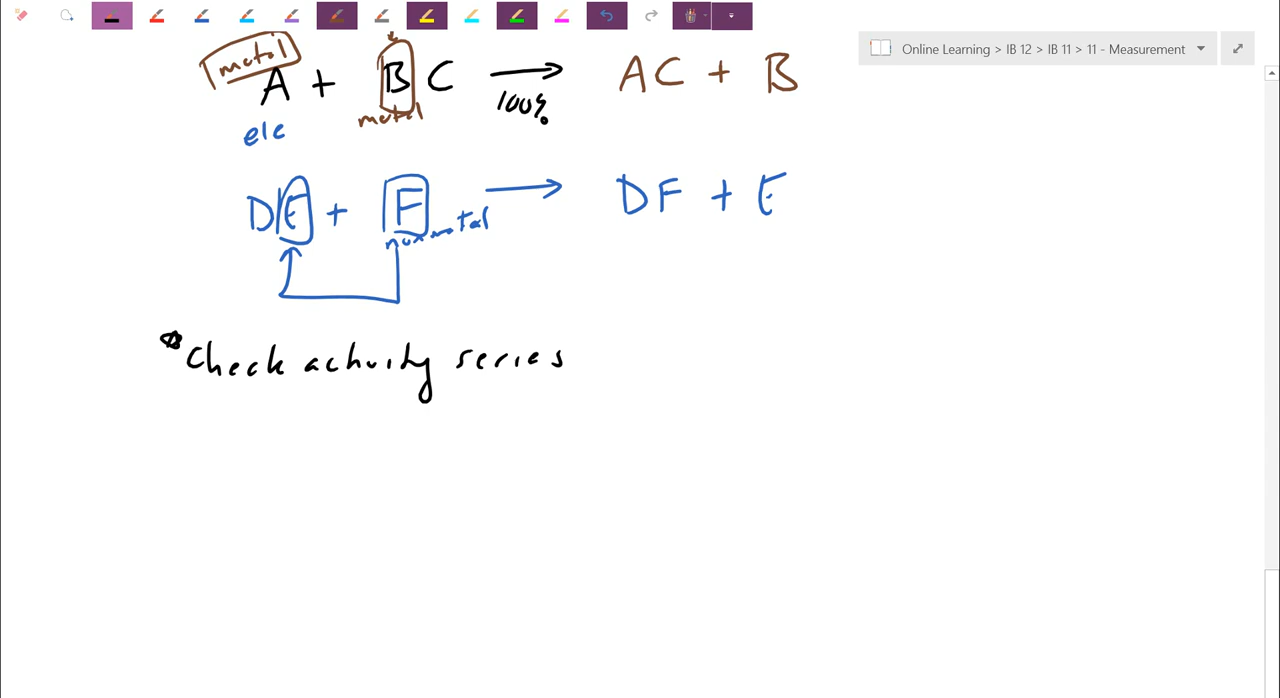 Online Learning > IB 12 > IB 11 > 11 - Measurement
metal
A + BC → AC + B
ele
metal
100%
DE + F → DF + E
nonmetal
* Check activity series